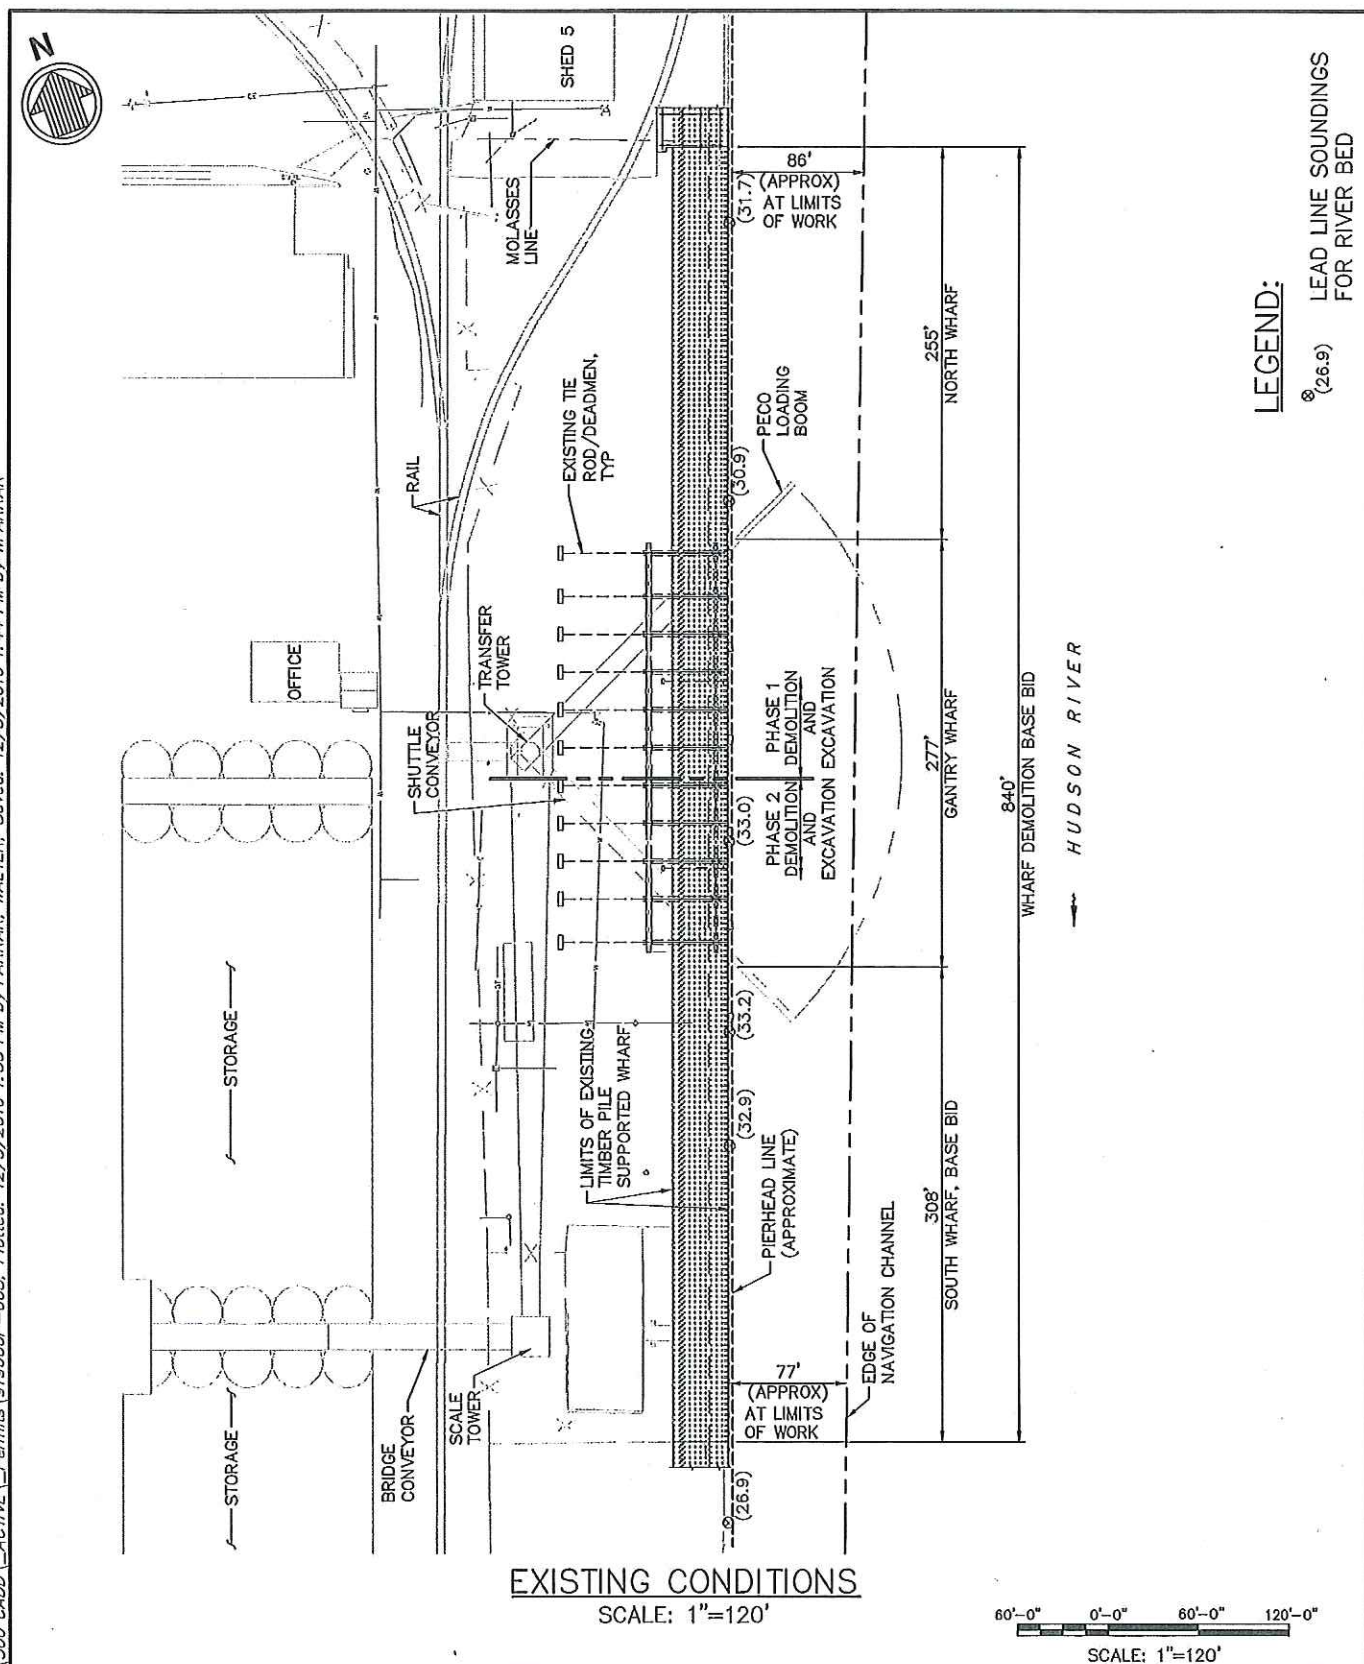 N
SHED 5
86'
(APPROX)
AT LIMITS
OF WORK
(31.7)
LEAD LINE SOUNDINGS
FOR RIVER BED
LEGEND:
(26.9)
MOLASSES
LINE
255'
NORTH WHARF
PECO
LOADING
BOOM
EXISTING TIE
ROD/DEADMEN,
TYP
RAIL
(30.9)
OFFICE
TRANSFER
TOWER
SHUTTLE
CONVEYOR
PHASE 1
DEMOLITION
AND
EXCAVATION
PHASE 2
DEMOLITION
AND
EXCAVATION
(33.0)
277'
GANTRY WHARF
840'
WHARF DEMOLITION BASE BID
HUDSON RIVER
STORAGE
(33.2)
LIMITS OF EXISTING
TIMBER PILE
SUPPORTED WHARF
(32.9)
PIERHEAD LINE
(APPROXIMATE)
308'
SOUTH WHARF, BASE BID
EDGE OF
NAVIGATION CHANNEL
77'
(APPROX)
AT LIMITS
OF WORK
SCALE
TOWER
BRIDGE
CONVEYOR
STORAGE
(26.9)
EXISTING CONDITIONS
SCALE: 1"=120'
60'-0" 0'-0" 60'-0" 120'-0"
SCALE: 1"=120'